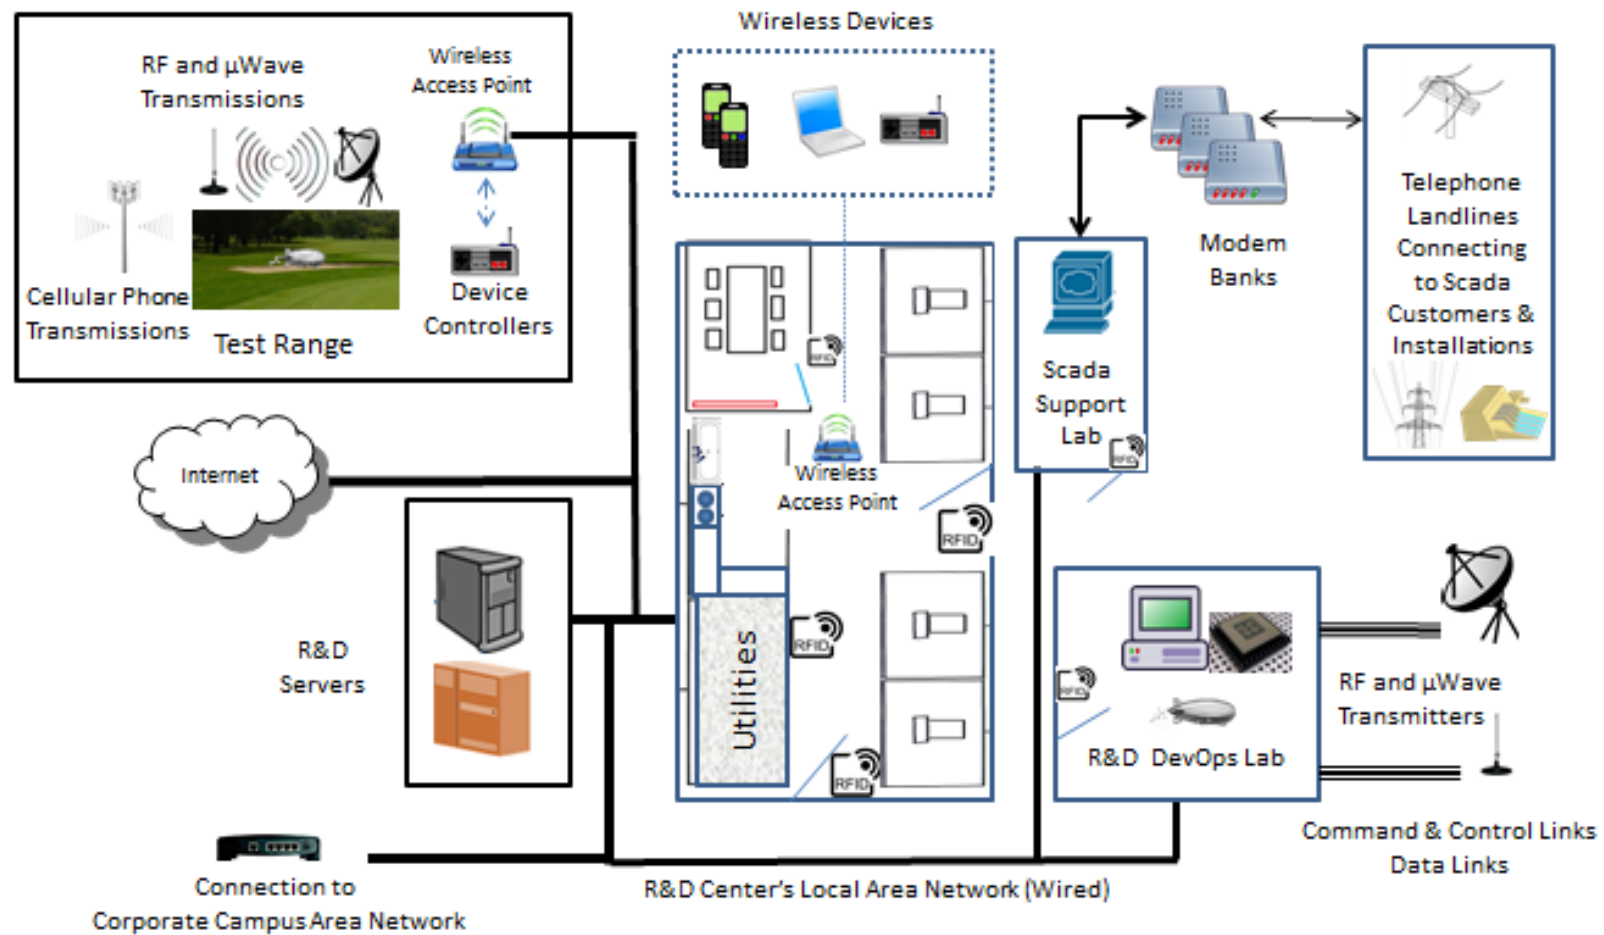 Wireless Devices
RF and µWave
Transmissions
Wireless
Access Point
Cellular Phone
Transmissions
Test Range
Device
Controllers
Internet
R&D
Servers
Connection to
Corporate Campus Area Network
RFID
Wireless
Access Point
RFID
RFID
Utilities
RFID
R&D Center's Local Area Network (Wired)
Scada
Support
Lab
RFID
Modem
Banks
Telephone
Landlines
Connecting
to Scada
Customers &
Installations
RFID
R&D DevOps Lab
RF and µWave
Transmitters
Command & Control Links
Data Links